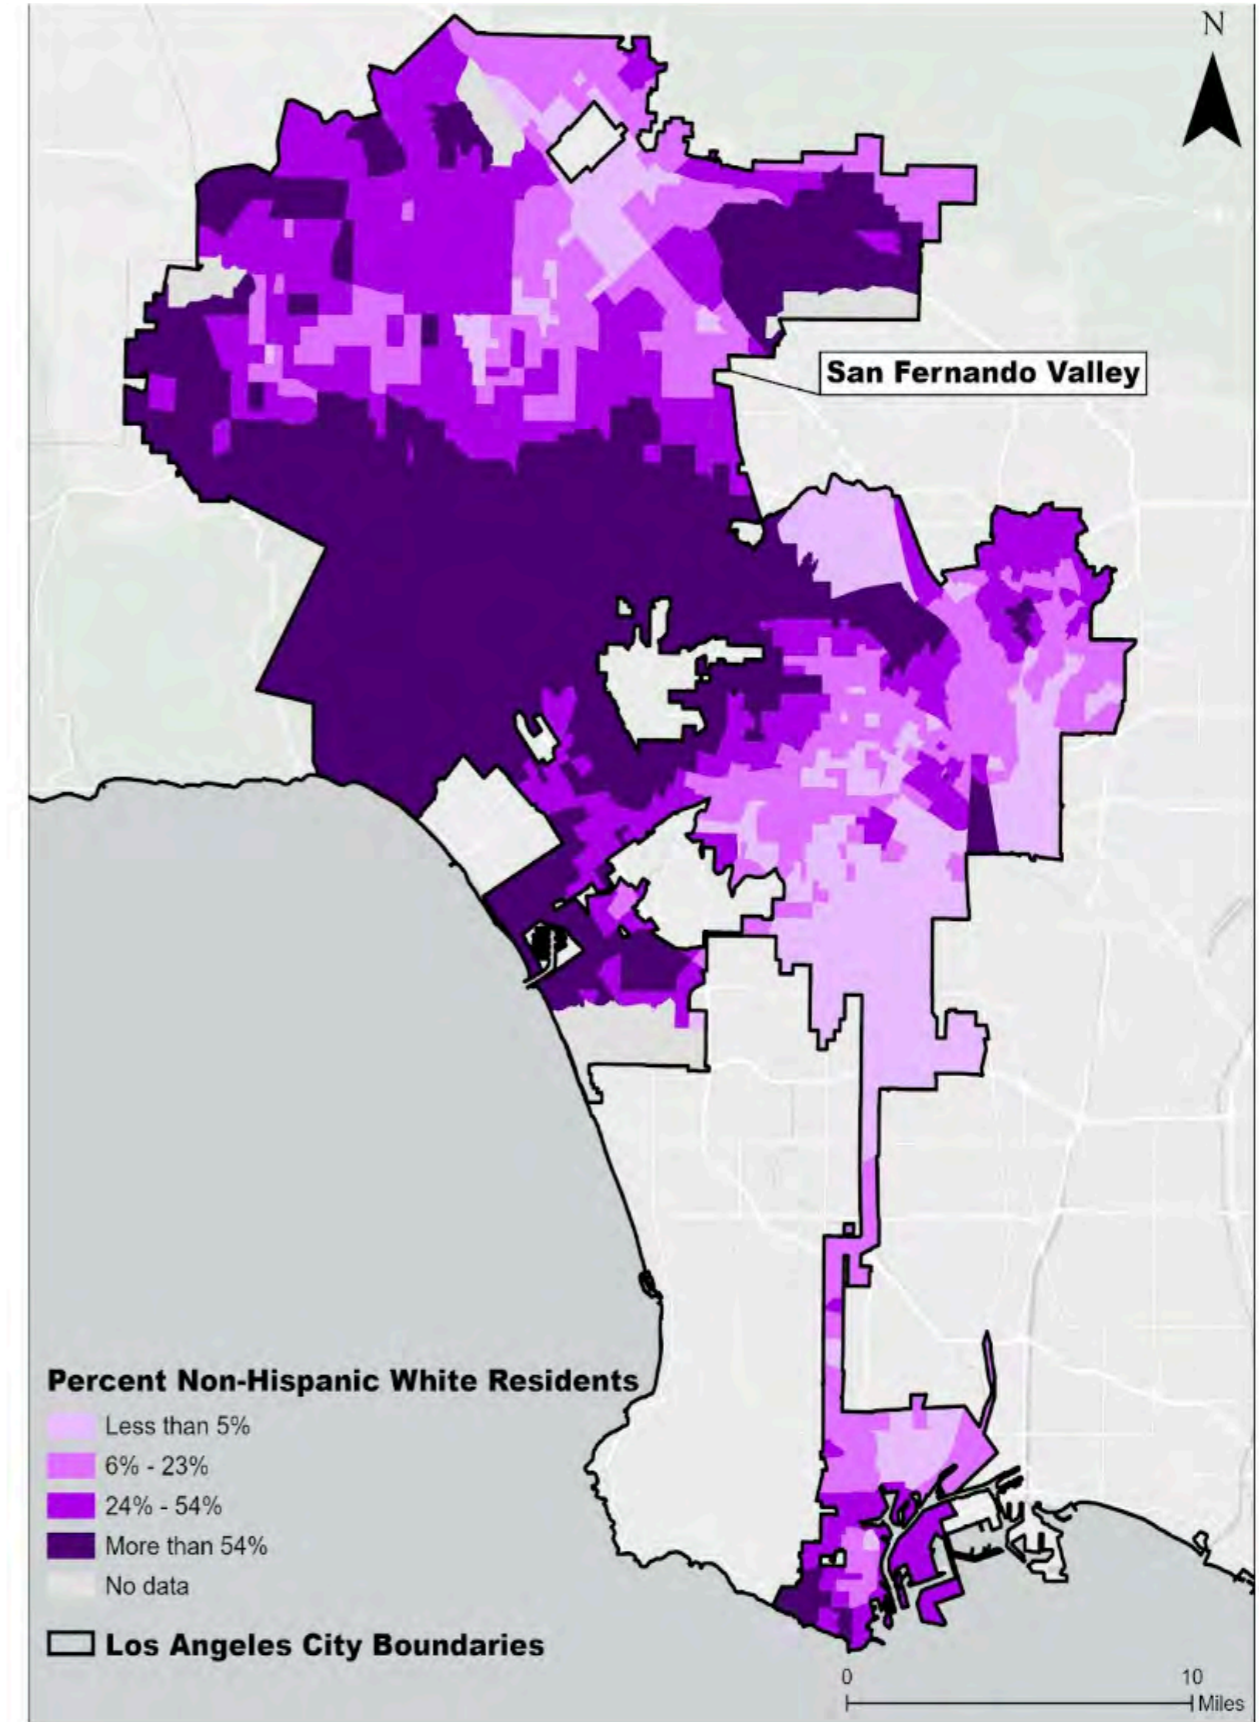 N
San Fernando Valley
Percent Non-Hispanic White Residents
Less than 5%
6% - 23%
24% - 54%
More than 54%
No data
Los Angeles City Boundaries
0 10
Miles